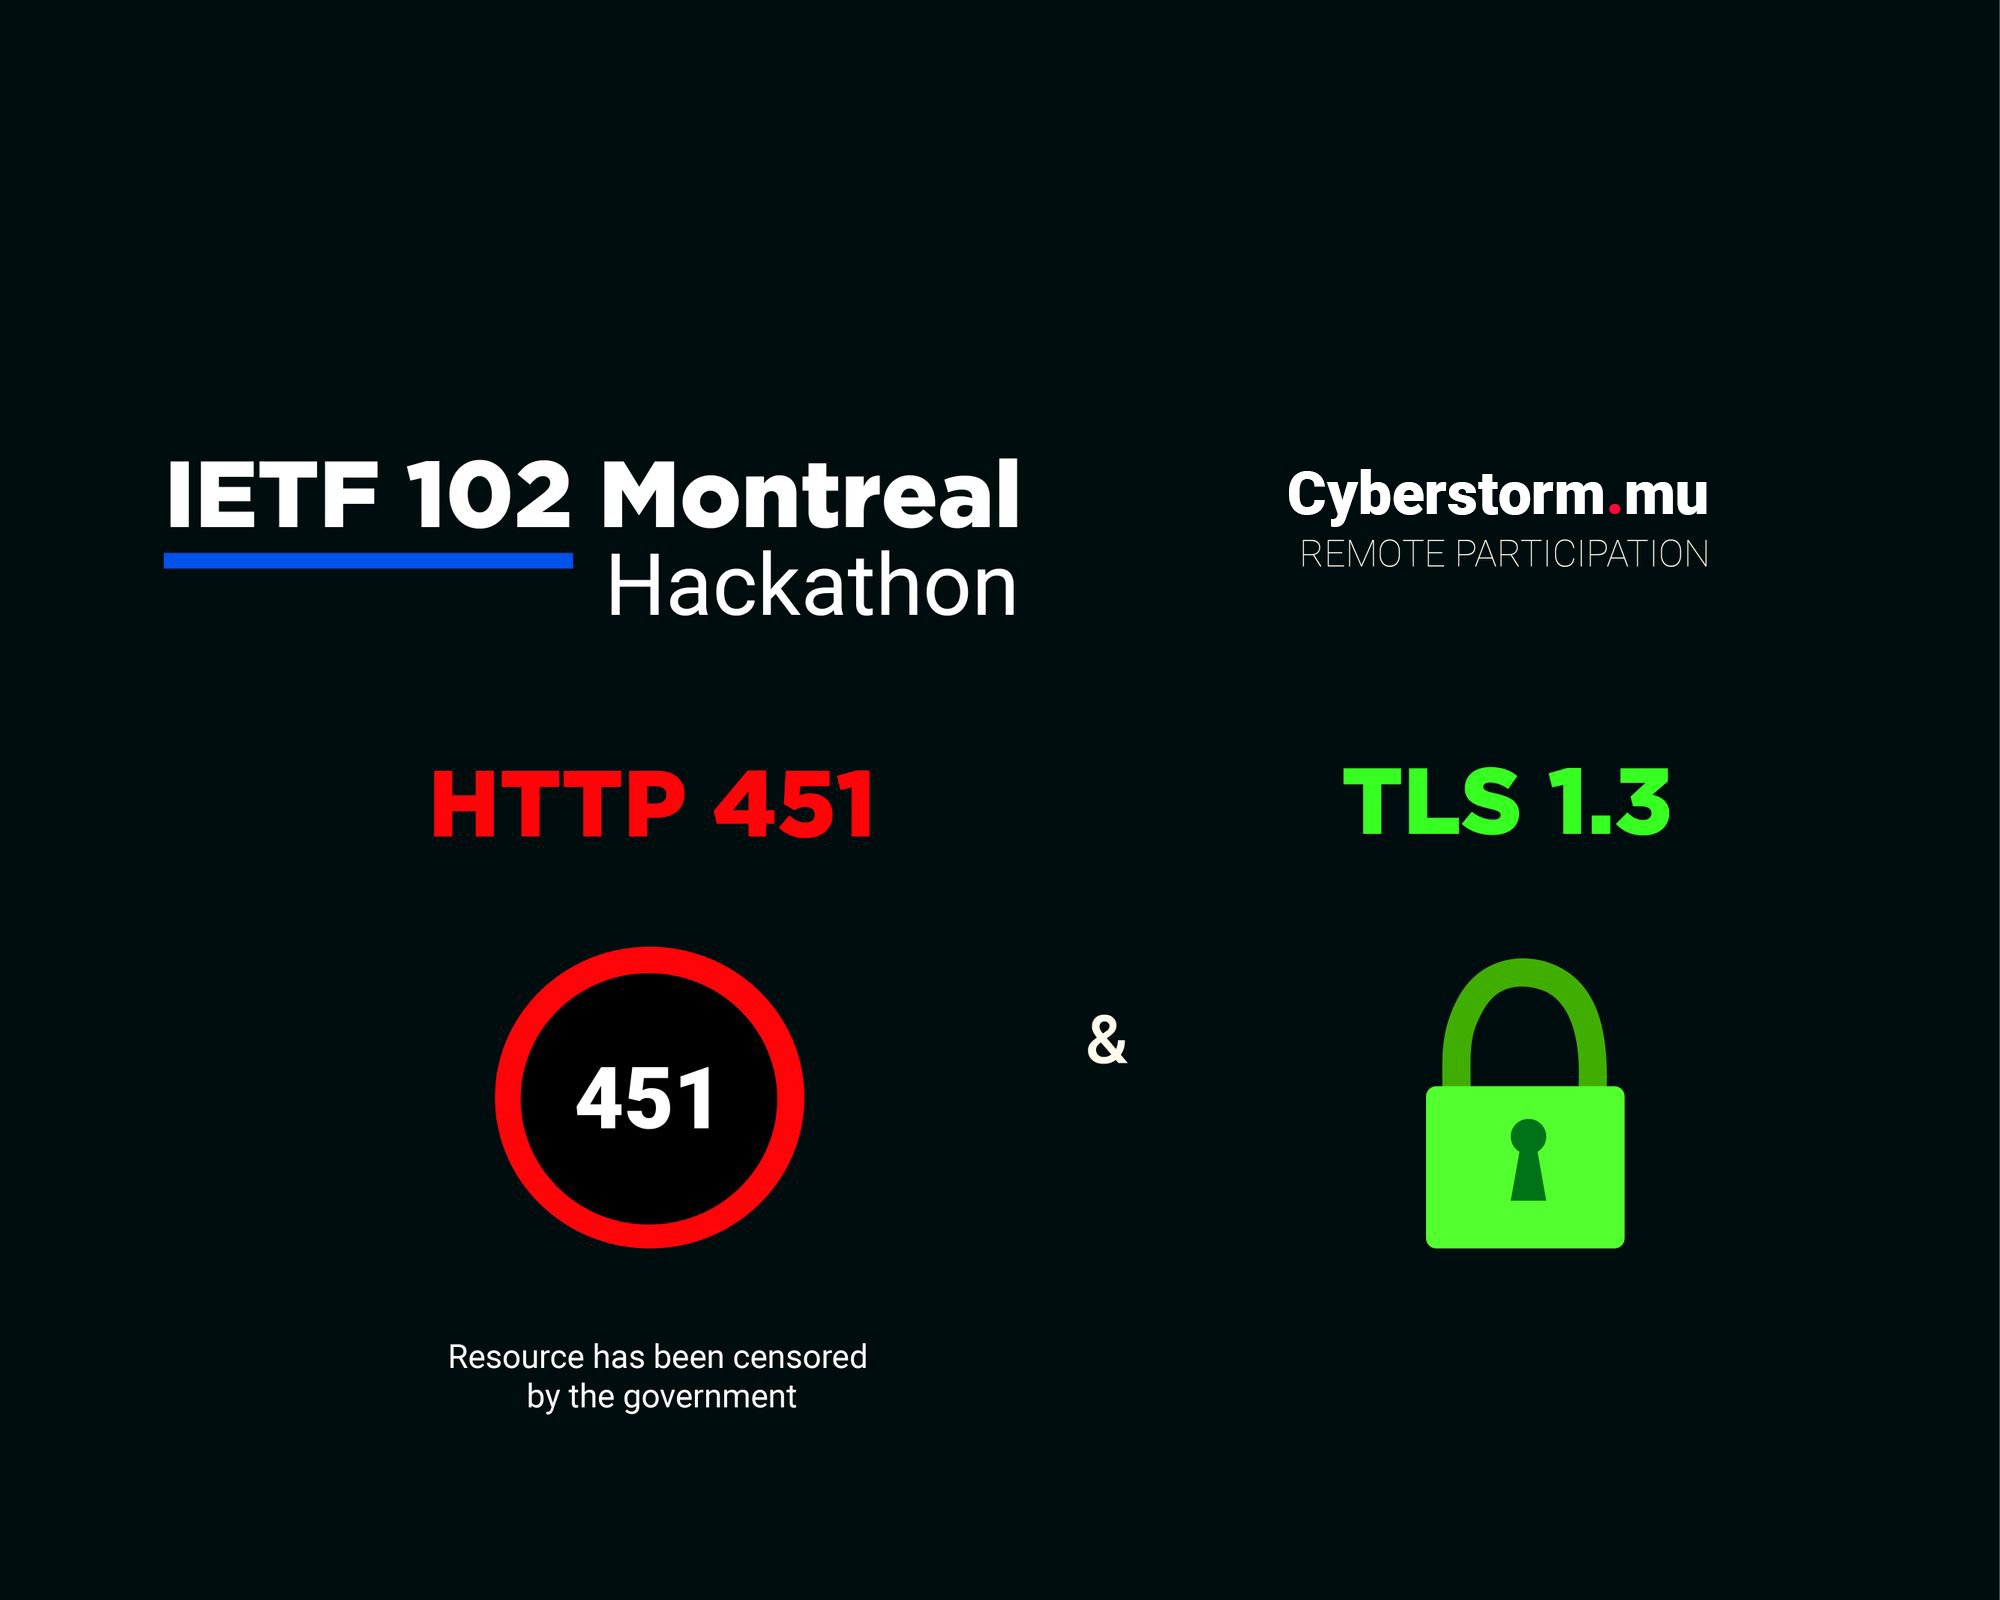 IETF 102 Montreal
Hackathon
Cyberstorm.mu
REMOTE PARTICIPATION
HTTP 451
TLS 1.3
451
&
Resource has been censored
by the government